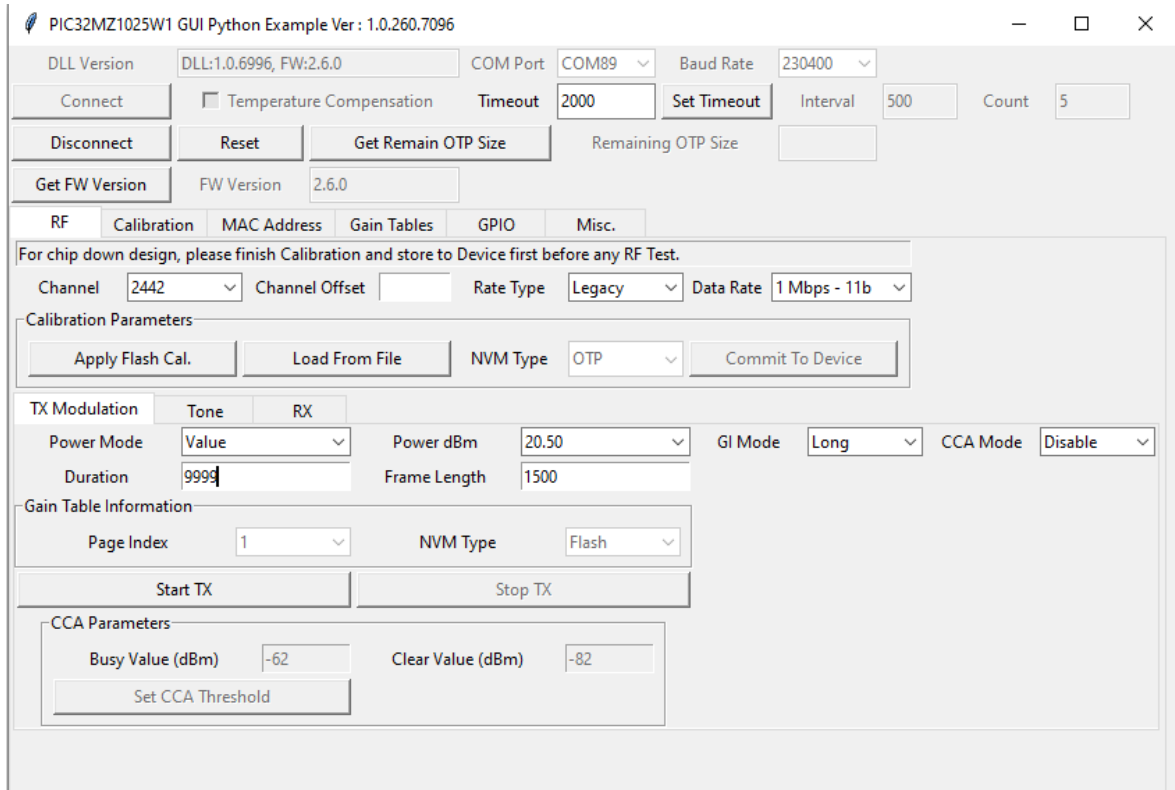 PIC32MZ1025W1 GUI Python Example Ver : 1.0.260.7096
DLL Version DLL:1.0.6996, FW:2.6.0 COM Port COM89 Baud Rate 230400
Connect Temperature Compensation Timeout 2000 Set Timeout Interval 500 Count 5
Disconnect Reset Get Remain OTP Size Remaining OTP Size
Get FW Version FW Version 2.6.0
RF Calibration MAC Address Gain Tables GPIO Misc.
For chip down design, please finish Calibration and store to Device first before any RF Test.
Channel 2442 Channel Offset Rate Type Legacy Data Rate 1 Mbps - 11b
Calibration Parameters
Apply Flash Cal. Load From File NVM Type OTP Commit To Device
TX Modulation Tone RX
Power Mode Value Power dBm 20.50 GI Mode Long CCA Mode Disable
Duration 9999 Frame Length 1500
Gain Table Information
Page Index 1 NVM Type Flash
Start TX Stop TX
CCA Parameters
Busy Value (dBm) -62 Clear Value (dBm) -82
Set CCA Threshold